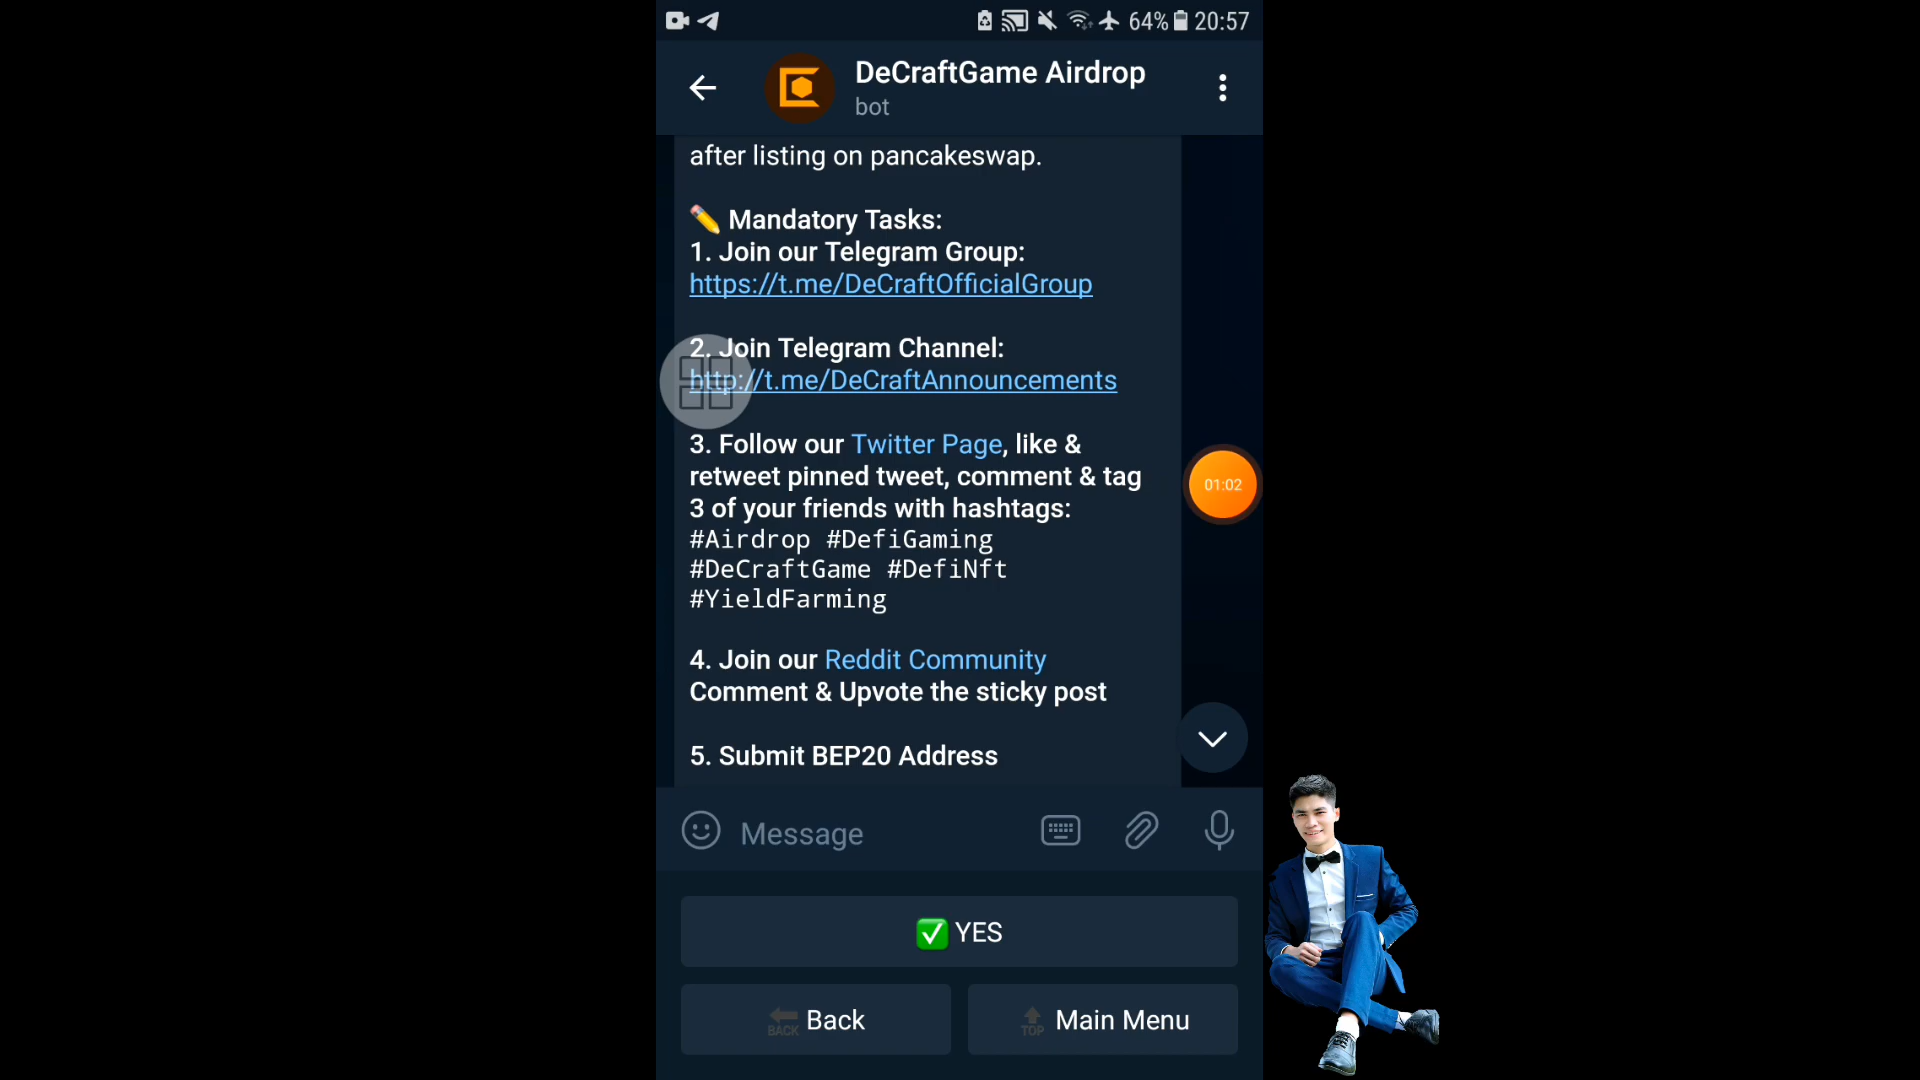 64% 20:57
DeCraftGame Airdrop
bot
after listing on pancakeswap.
✏️ Mandatory Tasks:
1. Join our Telegram Group:
https://t.me/DeCraftOfficialGroup
2. Join Telegram Channel:
http://t.me/DeCraftAnnouncements
3. Follow our Twitter Page, like &
retweet pinned tweet, comment & tag
3 of your friends with hashtags:
#Airdrop #DefiGaming
#DeCraftGame #DefiNft
#YieldFarming
01:02
4. Join our Reddit Community
Comment & Upvote the sticky post
5. Submit BEP20 Address
Message
✅ YES
BACK Back
TOP Main Menu